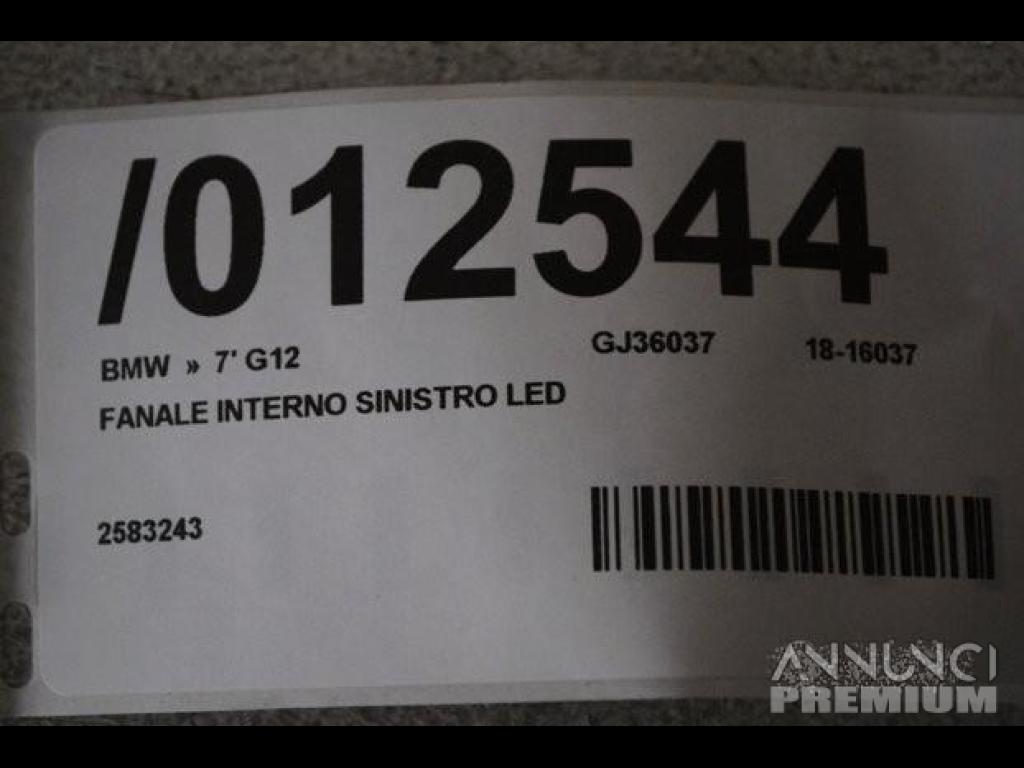 /012544
BMW » 7' G12 GJ36037 18-16037
FANALE INTERNO SINISTRO LED
2583243
ANNUNCI
PREMIUM